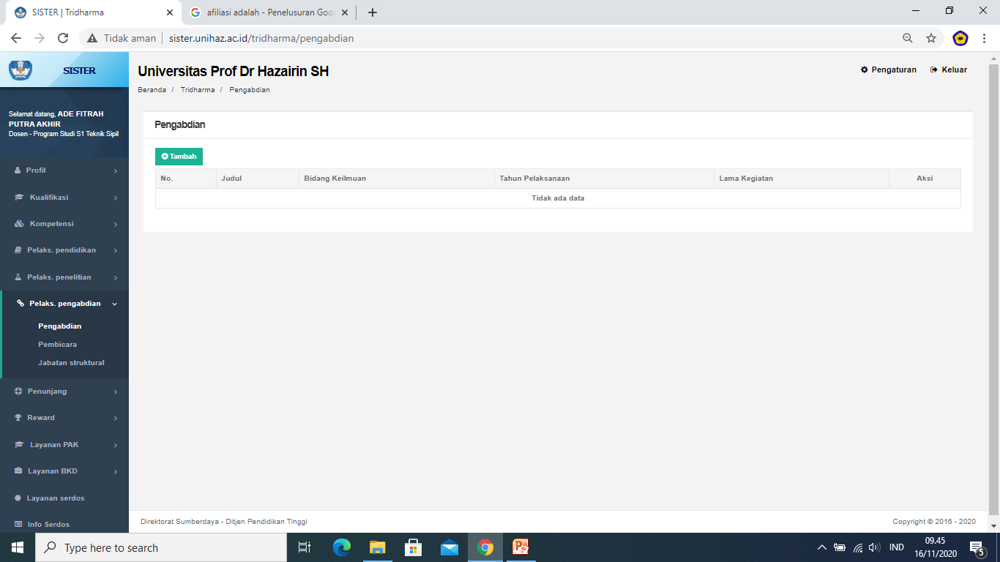 SISTER | Tridharma
afiliasi adalah - Penelusuran Goo
Tidak aman
sister.unihaz.ac.id/tridharma/pengabdian
SISTER
Universitas Prof Dr Hazairin SH
Pengaturan
Keluar
Beranda / Tridharma / Pengabdian
Selamat datang, ADE FITRAH
PUTRA AKHIR
Dosen - Program Studi S1 Teknik Sipil
Profil
Kualifikasi
Kompetensi
Pelaks. pendidikan
Pelaks. penelitian
Pelaks. pengabdian
Pengabdian
Pembicara
Jabatan struktural
Penunjang
Reward
Layanan PAK
Layanan BKD
Layanan serdos
Info Serdos
Pengabdian
Tambah
No. Judul Bidang Keilmuan Tahun Pelaksanaan Lama Kegiatan Aksi
Tidak ada data
Direktorat Sumberdaya - Ditjen Pendidikan Tinggi
Copyright © 2016 - 2020
Type here to search
IND
09.45
16/11/2020
5